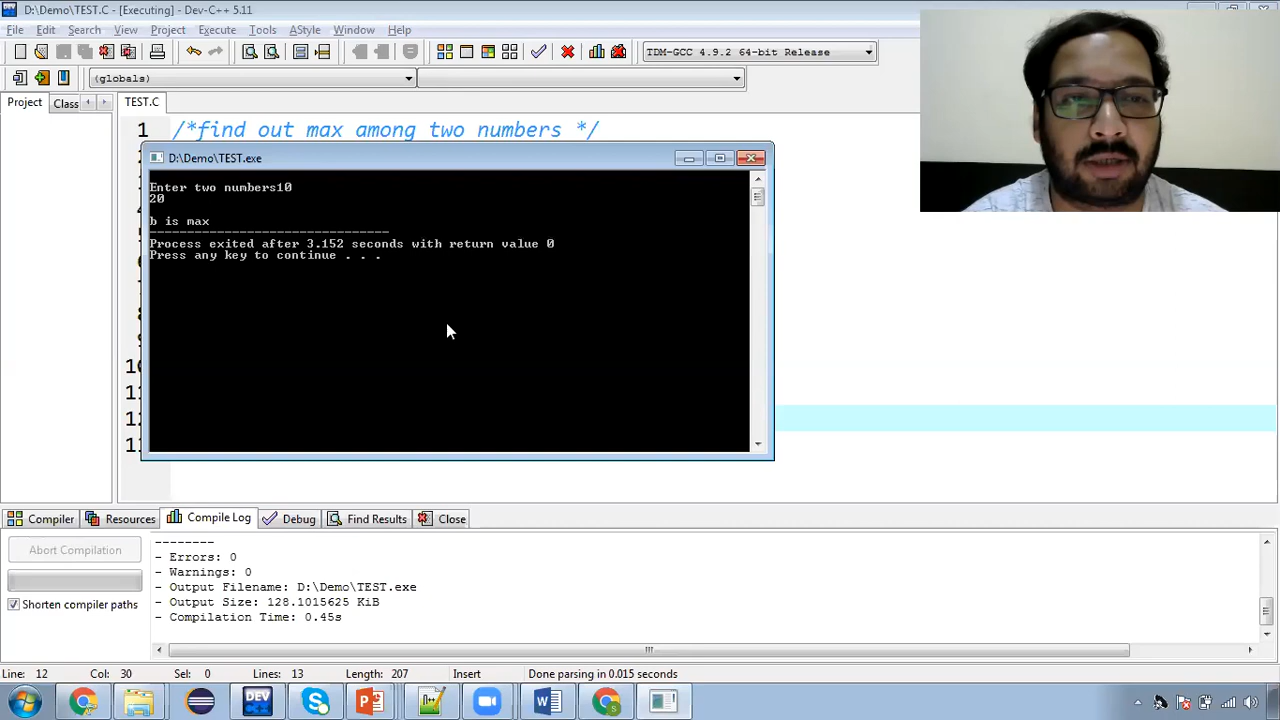 D:\Demo\TEST.C - [Executing] - Dev-C++ 5.11
File Edit Search View Project Execute Tools AStyle Window Help
TDM-GCC 4.9.2 64-bit Release
(globals)
Project Class TEST.C
1 /*find out max among two numbers */
D:\Demo\TEST.exe
Enter two numbers10
20
b is max
--------------------------------
Process exited after 3.152 seconds with return value 0
Press any key to continue . . .
10
11
12
Compiler Resources Compile Log Debug Find Results Close
Abort Compilation
Shorten compiler paths
--------
- Errors: 0
- Warnings: 0
- Output Filename: D:\Demo\TEST.exe
- Output Size: 128.1015625 KiB
- Compilation Time: 0.45s
Line: 12 Col: 30 Sel: 0 Lines: 13 Length: 207 Insert Done parsing in 0.015 seconds
DEV